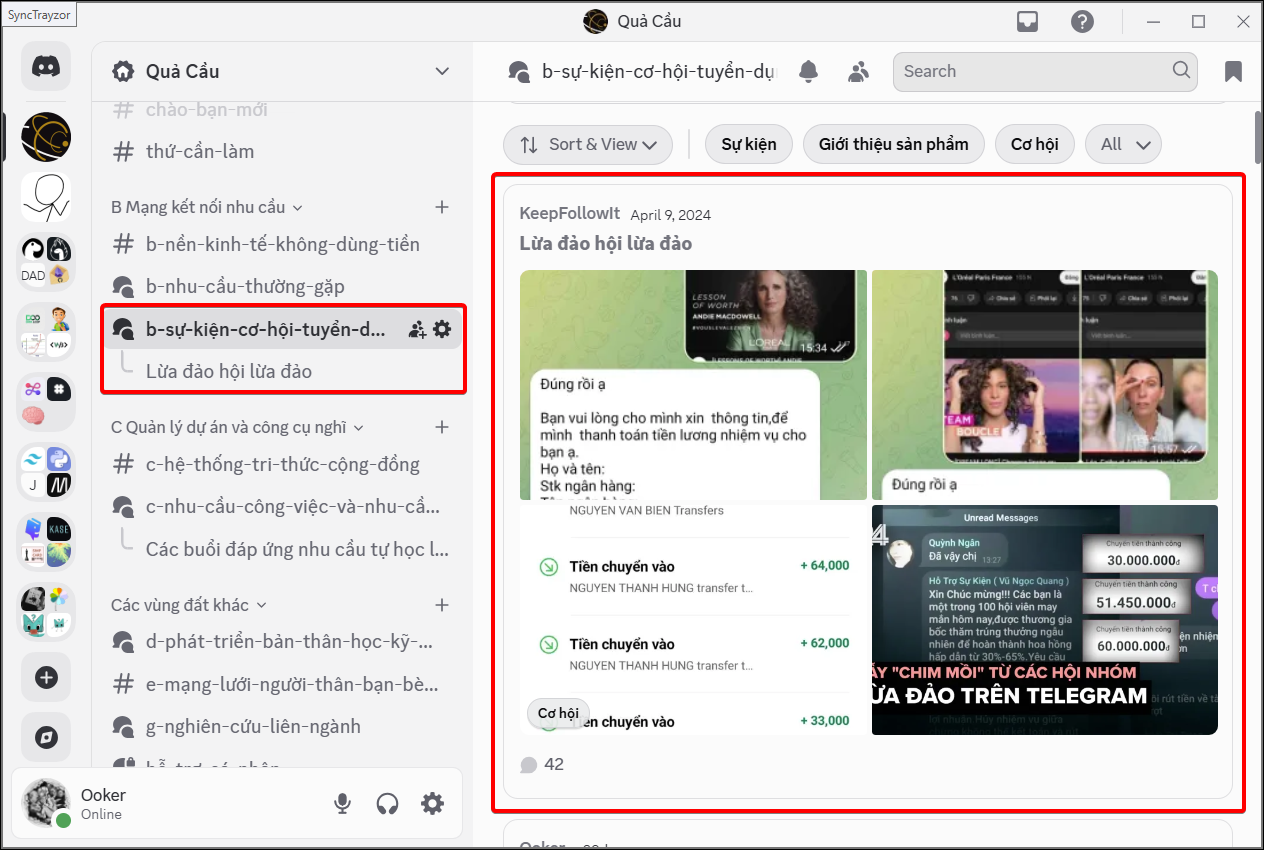 SyncTrayzor
Quả Cầu
Quả Cầu
chào-bạn-mới
thứ-cần-làm
B Mạng kết nối nhu cầu
b-nền-kinh-tế-không-dùng-tiền
b-nhu-cầu-thường-gặp
b-sự-kiện-cơ-hội-tuyển-d...
Lừa đảo hội lừa đảo
C Quản lý dự án và công cụ nghĩ
c-hệ-thống-tri-thức-cộng-đồng
c-nhu-cầu-công-việc-và-nhu-cầ...
Các buổi đáp ứng nhu cầu tự học l...
Các vùng đất khác
d-phát-triển-bản-thân-học-kỹ-...
e-mạng-lưới-người-thân-bạn-bè...
g-nghiên-cứu-liên-ngành
DAD
J
KASE
Ooker
Online
b-sự-kiện-cơ-hội-tuyển-dụ
Search
Sort & View
Sự kiện
Giới thiệu sản phẩm
Cơ hội
All
KeepFollowIt April 9, 2024
Lừa đảo hội lừa đảo
LESSON
OF WORTH
ANDIE MACDOWELL
#VOUSLEVALEZBIEN
L'ORÉAL
15:34
Đúng rồi ạ
Bạn vui lòng cho mình xin thông tin,để
mình thanh toán tiền lương nhiệm vụ cho
bạn ạ.
Họ và tên:
Stk ngân hàng:
L'Oréal Paris France
L'Oréal Paris France
TEAM
BOUCLE
15:57
Đúng rồi ạ
NGUYEN VAN BIEN Transfers
Tiền chuyển vào + 64,000
NGUYEN THANH HUNG transfer t...
Tiền chuyển vào + 62,000
NGUYEN THANH HUNG transfer t...
Cơ hội
ền chuyển vào + 33,000
Unread Messages
Quỳnh Ngân
Đã vậy chị 13:27
Hỗ Trợ Sự Kiện ( Vũ Ngọc Quang )
Xin Chúc mừng!!! Các bạn là
một trong 100 hội viên may
mắn hôm nay,được thương gia
bốc thăm trúng thưởng ngẫu
nhiên để hoàn thành hoa hồng
hấp dẫn từ 30%-65%.Yêu cầu
Chuyển tiền thành công
30.000.000đ
Chuyển tiền thành công
51.450.000đ
Chuyển tiền thành công
60.000.000đ
ẪY "CHIM MỒI" TỪ CÁC HỘI NHÓM
ỪA ĐẢO TRÊN TELEGRAM
42